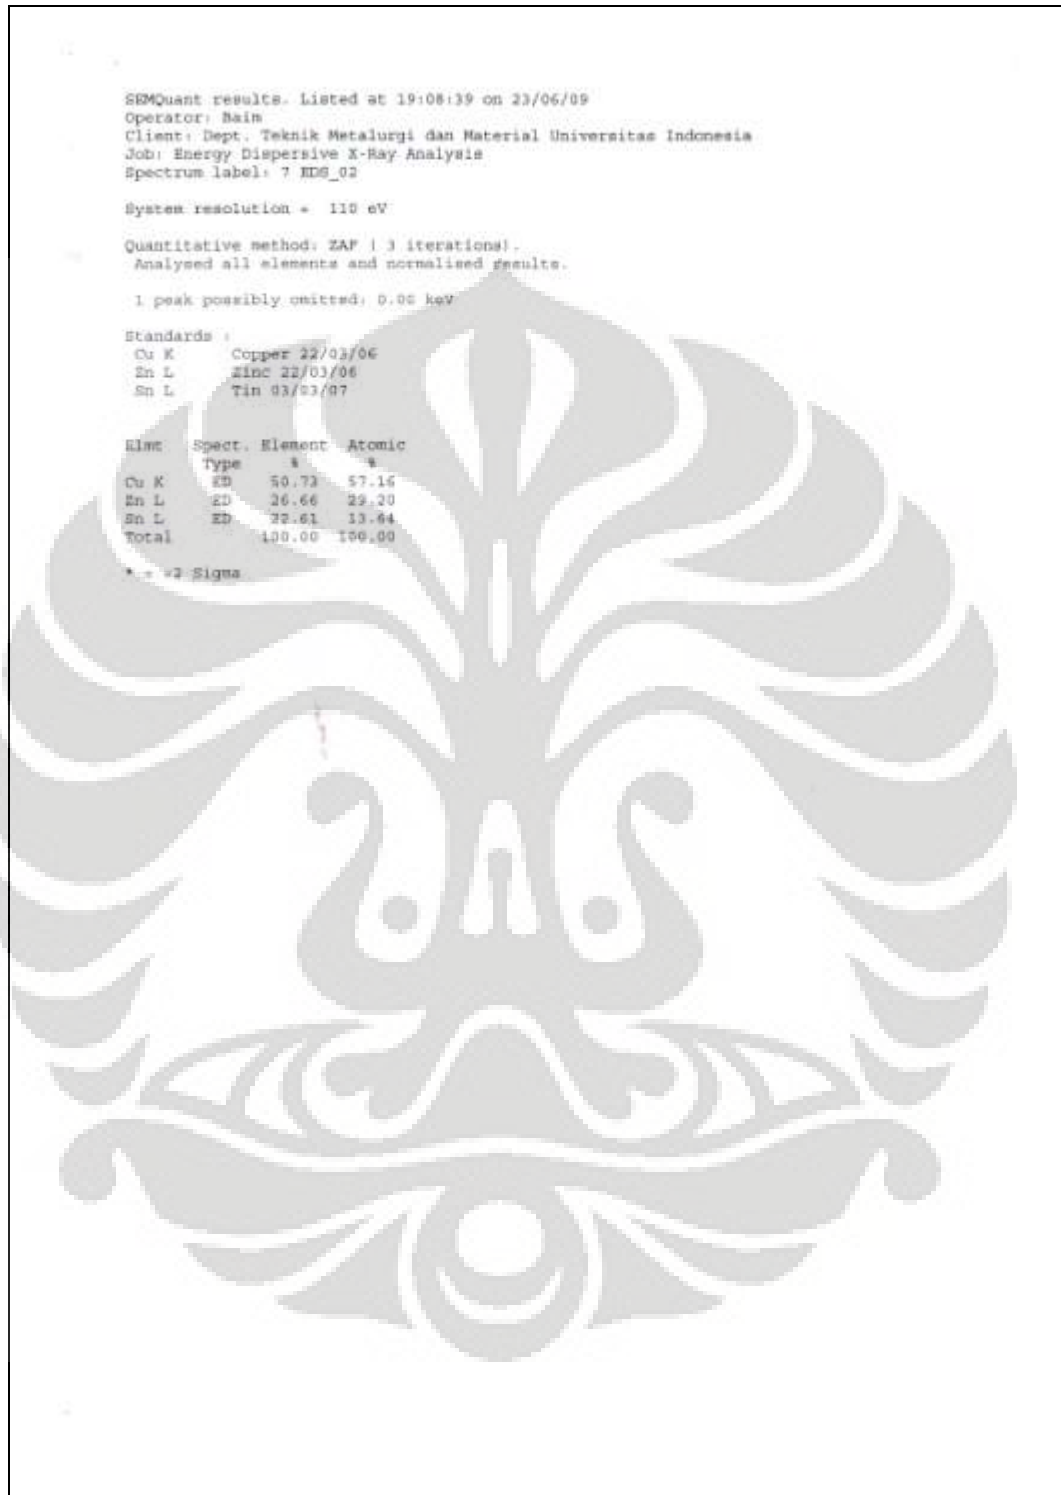 SEMQuant results. Listed at 19:08:39 on 23/06/09
Operator: Baim
Client: Dept. Teknik Metalurgi dan Material Universitas Indonesia
Job: Energy Dispersive X-Ray Analysis
Spectrum label: 7 EDS_02
System resolution = 110 eV
Quantitative method: ZAF ( 3 iterations).
Analysed all elements and normalised results.
1 peak possibly omitted: 0.00 keV
Standards :
Cu K Copper 22/03/06
Zn L Zinc 22/03/06
Sn L Tin 03/03/07
Elmt Spect. Element Atomic
Type % %
Cu K ED 50.73 57.16
Zn L ED 26.66 29.20
Sn L ED 22.61 13.64
Total 100.00 100.00
* = <2 Sigma